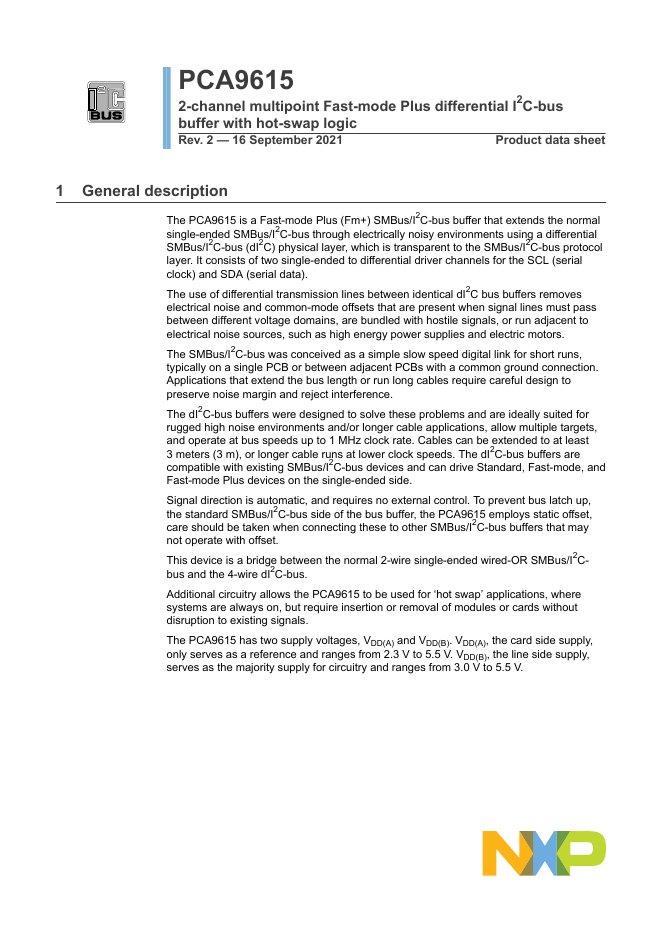 I²C
BUS
PCA9615
2-channel multipoint Fast-mode Plus differential I²C-bus
buffer with hot-swap logic
Rev. 2 — 16 September 2021 Product data sheet
1 General description
The PCA9615 is a Fast-mode Plus (Fm+) SMBus/I²C-bus buffer that extends the normal
single-ended SMBus/I²C-bus through electrically noisy environments using a differential
SMBus/I²C-bus (dI²C) physical layer, which is transparent to the SMBus/I²C-bus protocol
layer. It consists of two single-ended to differential driver channels for the SCL (serial
clock) and SDA (serial data).
The use of differential transmission lines between identical dI²C bus buffers removes
electrical noise and common-mode offsets that are present when signal lines must pass
between different voltage domains, are bundled with hostile signals, or run adjacent to
electrical noise sources, such as high energy power supplies and electric motors.
The SMBus/I²C-bus was conceived as a simple slow speed digital link for short runs,
typically on a single PCB or between adjacent PCBs with a common ground connection.
Applications that extend the bus length or run long cables require careful design to
preserve noise margin and reject interference.
The dI²C-bus buffers were designed to solve these problems and are ideally suited for
rugged high noise environments and/or longer cable applications, allow multiple targets,
and operate at bus speeds up to 1 MHz clock rate. Cables can be extended to at least
3 meters (3 m), or longer cable runs at lower clock speeds. The dI²C-bus buffers are
compatible with existing SMBus/I²C-bus devices and can drive Standard, Fast-mode, and
Fast-mode Plus devices on the single-ended side.
Signal direction is automatic, and requires no external control. To prevent bus latch up,
the standard SMBus/I²C-bus side of the bus buffer, the PCA9615 employs static offset,
care should be taken when connecting these to other SMBus/I²C-bus buffers that may
not operate with offset.
This device is a bridge between the normal 2-wire single-ended wired-OR SMBus/I²C-
bus and the 4-wire dI²C-bus.
Additional circuitry allows the PCA9615 to be used for ‘hot swap’ applications, where
systems are always on, but require insertion or removal of modules or cards without
disruption to existing signals.
The PCA9615 has two supply voltages, VDD(A) and VDD(B). VDD(A), the card side supply,
only serves as a reference and ranges from 2.3 V to 5.5 V. VDD(B), the line side supply,
serves as the majority supply for circuitry and ranges from 3.0 V to 5.5 V.
NXP